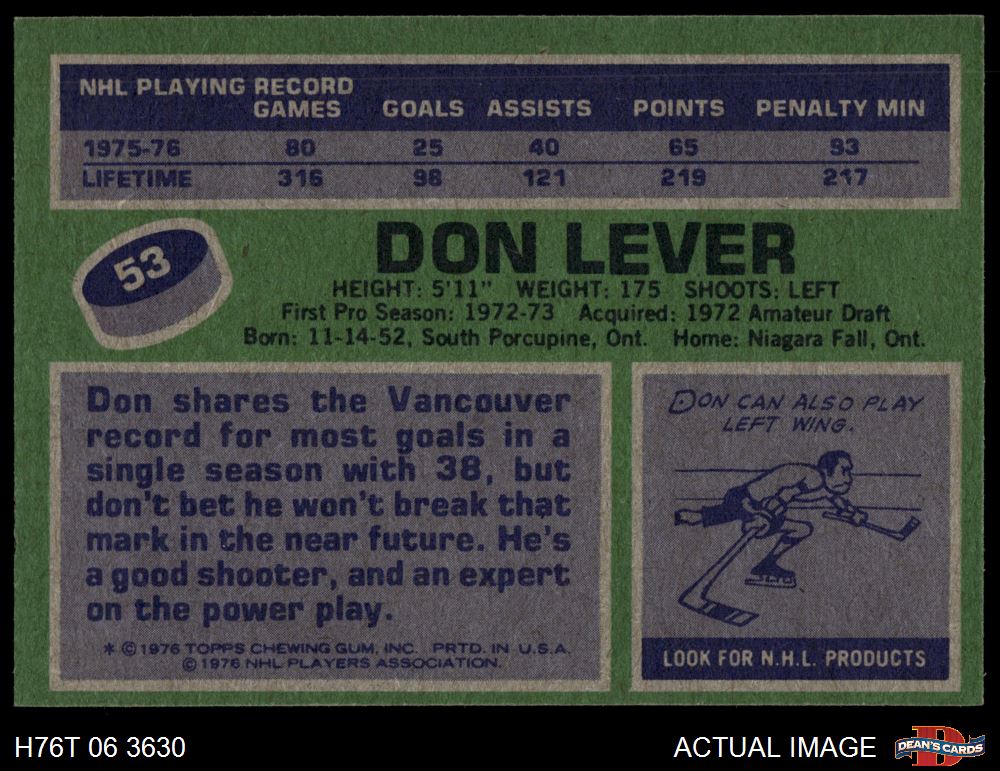 NHL PLAYING RECORD
GAMES GOALS ASSISTS POINTS PENALTY MIN
1975-76 80 25 40 65 93
LIFETIME 316 98 121 219 217
53
DON LEVER
HEIGHT: 5'11" WEIGHT: 175 SHOOTS: LEFT
First Pro Season: 1972-73 Acquired: 1972 Amateur Draft
Born: 11-14-52, South Porcupine, Ont. Home: Niagara Fall, Ont.
Don shares the Vancouver
record for most goals in a
single season with 38, but
don't bet he won't break that
mark in the near future. He's
a good shooter, and an expert
on the power play.
* © 1976 TOPPS CHEWING GUM, INC. PRTD. IN U.S.A.
© 1976 NHL PLAYERS ASSOCIATION.
DON CAN ALSO PLAY
LEFT WING.
LOOK FOR N.H.L. PRODUCTS
H76T 06 3630
ACTUAL IMAGE
D
DEAN'S CARDS